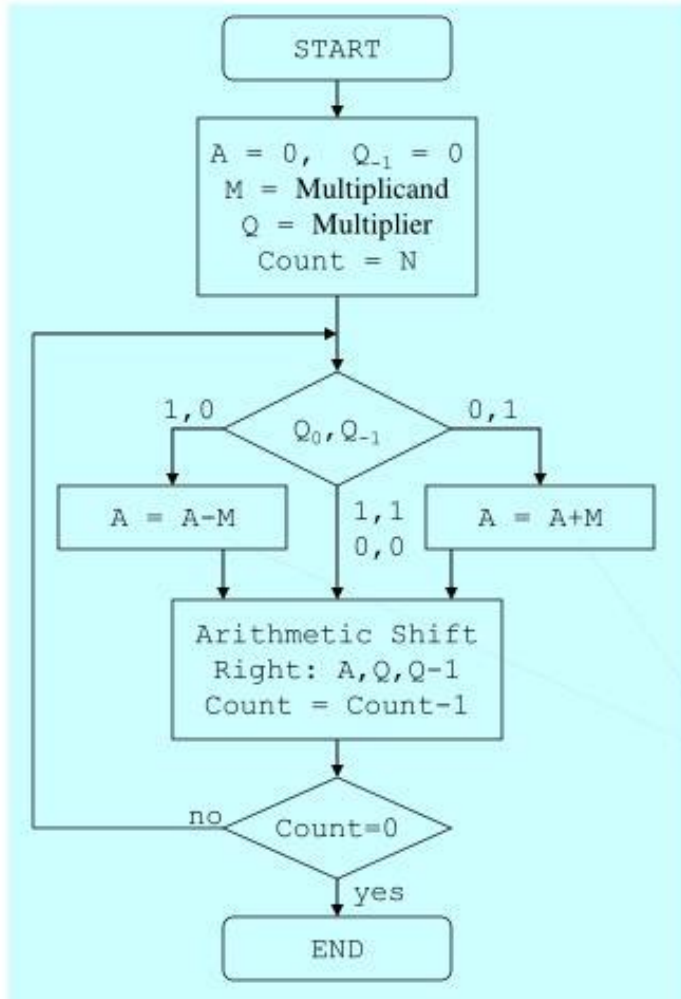 START
A = 0, Q₋₁ = 0
M = Multiplicand
Q = Multiplier
Count = N
1,0
Q₀,Q₋₁
0,1
A = A-M
1,1
0,0
A = A+M
Arithmetic Shift
Right: A,Q,Q-1
Count = Count-1
no
Count=0
yes
END